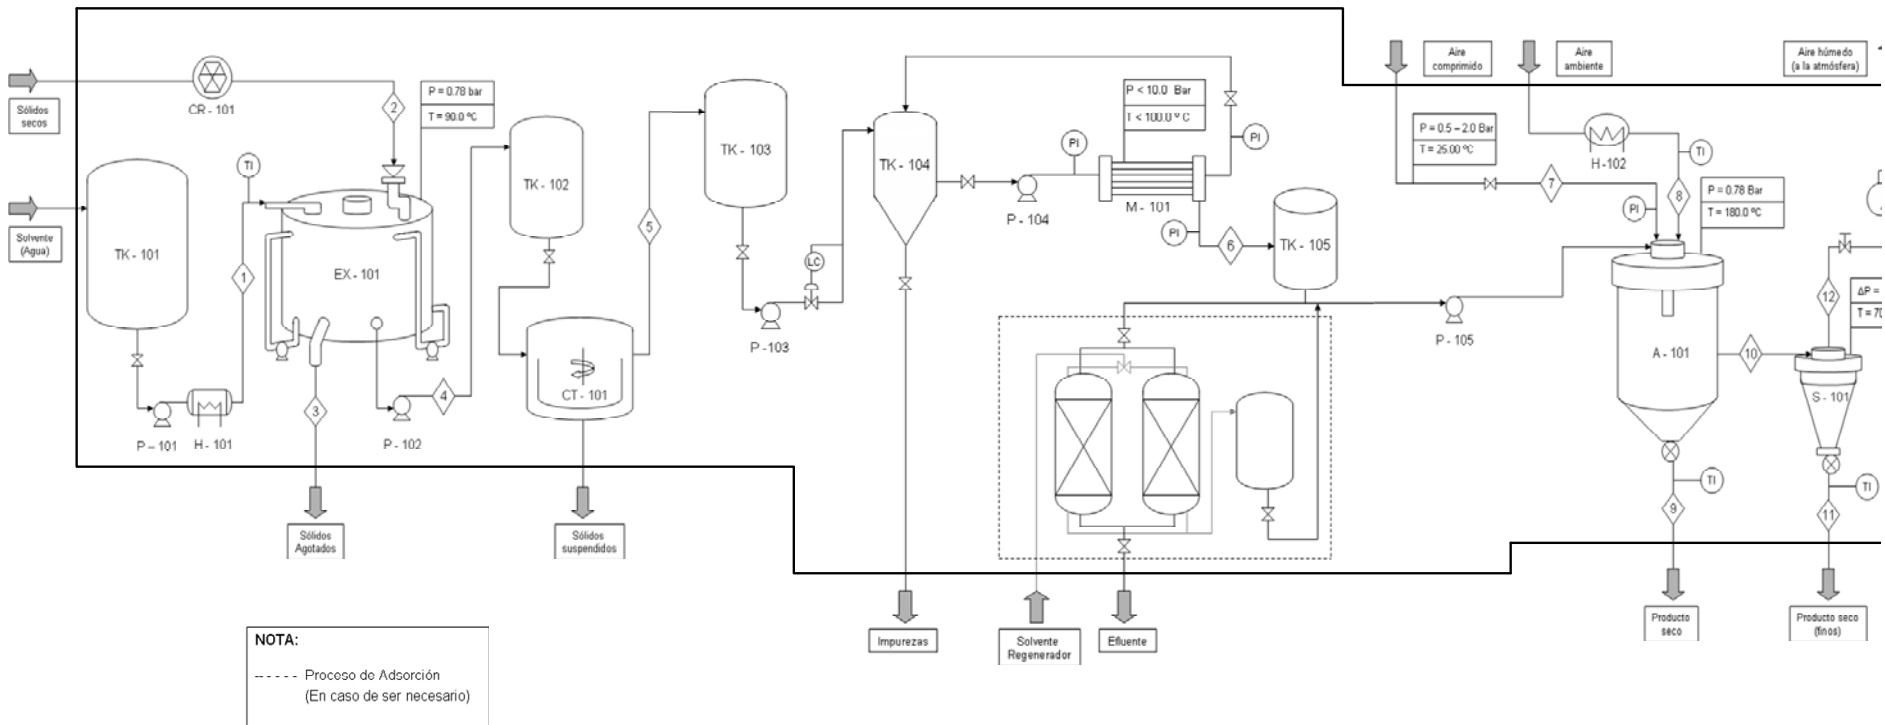 Sólidos
secos
Solvente
(Agua)
CR - 101
2
P = 0.78 bar
T = 90.0 ºC
TI
TK - 101
EX - 101
1
P – 101
H - 101
3
P - 102
4
Sólidos
Agotados
TK - 102
CT - 101
Sólidos
suspendidos
5
TK - 103
LC
P - 103
TK - 104
Impurezas
PI
P - 104
P < 10.0 Bar
T < 100.0 º C
M - 101
PI
PI
6
TK - 105
Solvente
Regenerador
Efluente
P - 105
Aire
comprimido
Aire
ambiente
Aire húmedo
(a la atmósfera)
P = 0.5 – 2.0 Bar
T = 25.00 ºC
7
H - 102
TI
8
PI
P = 0.78 Bar
T = 180.0 ºC
A - 101
10
12
ΔP =
T = 70
S - 101
TI
9
TI
11
Producto
seco
Producto seco
(finos)
NOTA:
Proceso de Adsorción
(En caso de ser necesario)